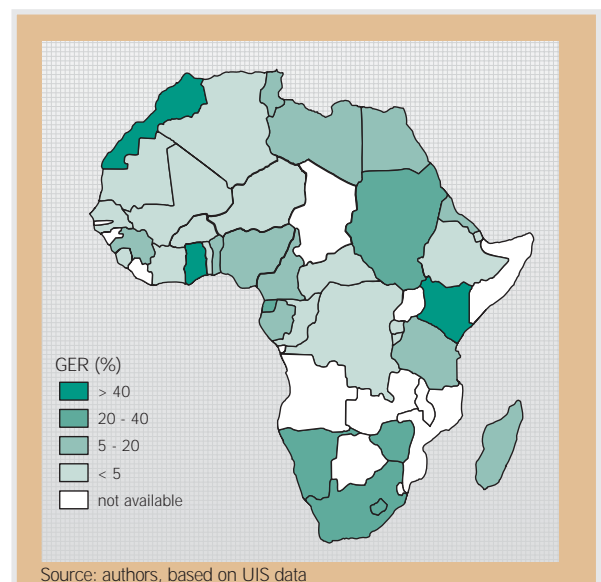 GER (%)
> 40
20 - 40
5 - 20
< 5
not available
Source: authors, based on UIS data